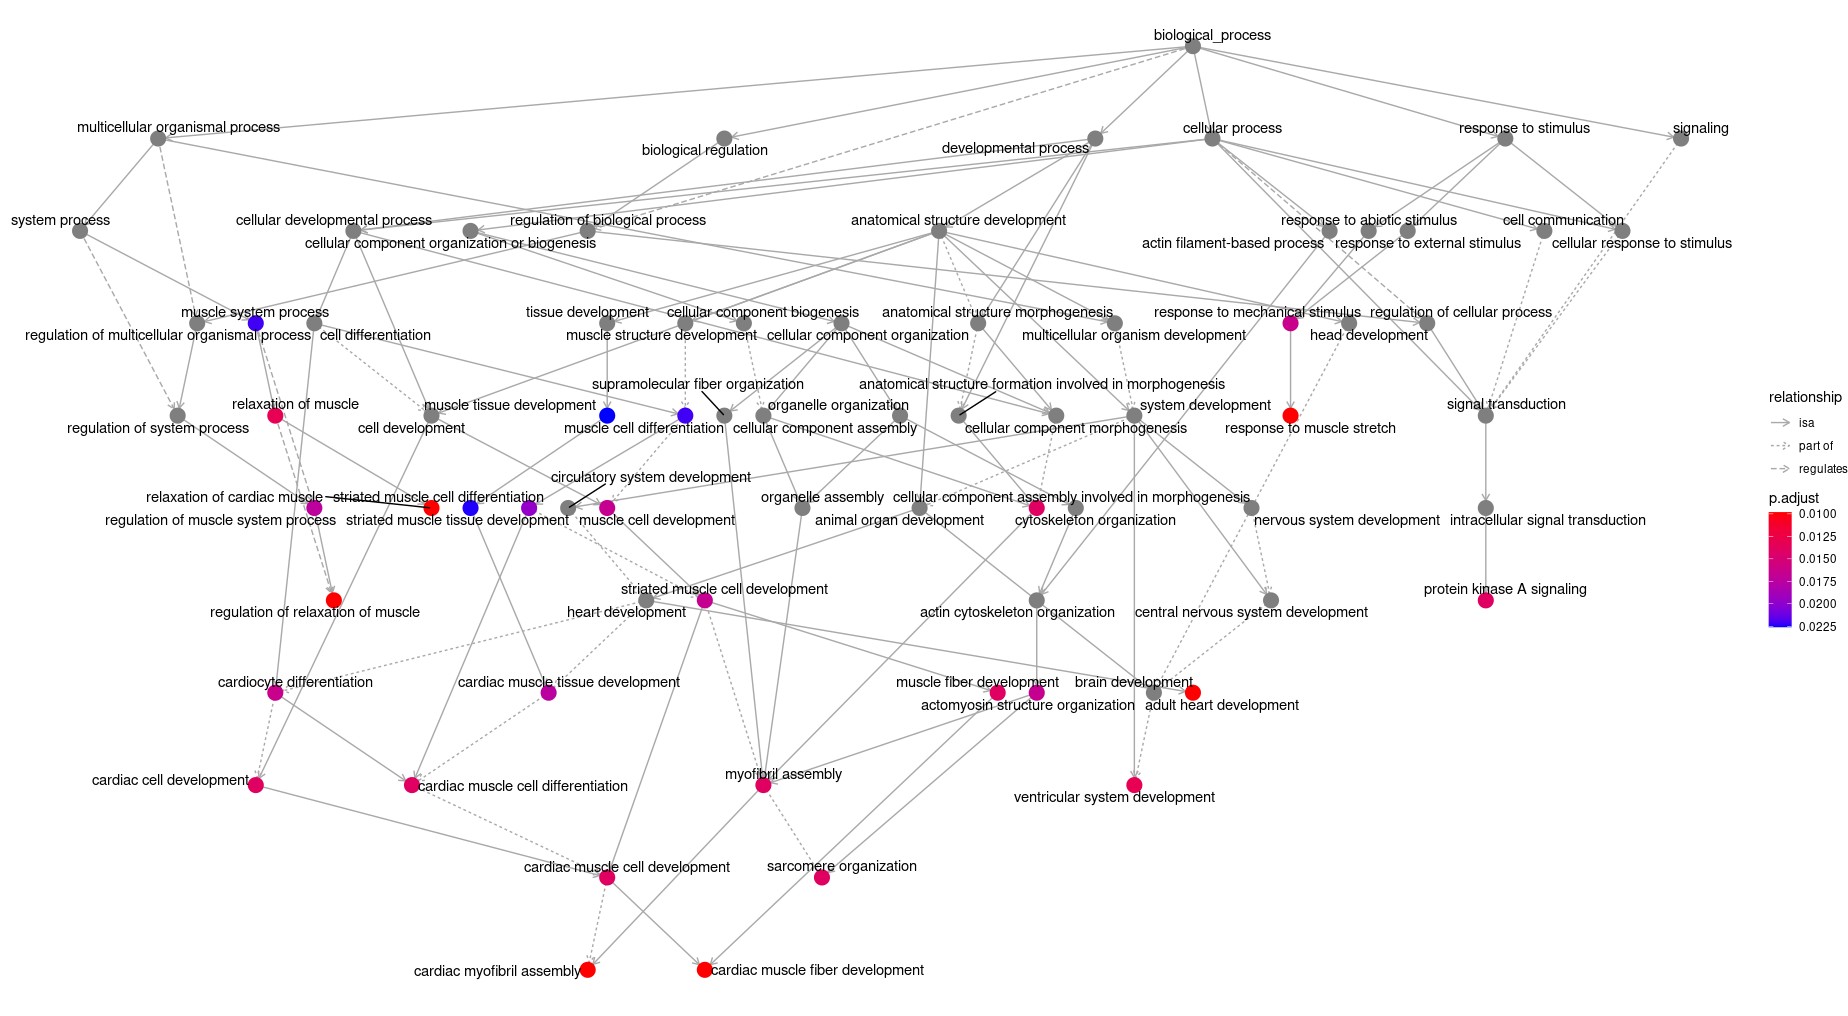 biological_process
multicellular organismal process
biological regulation
developmental process
cellular process
response to stimulus
signaling
system process
cellular developmental process
regulation of biological process
cellular component organization or biogenesis
anatomical structure development
response to abiotic stimulus
cell communication
actin filament-based process
response to external stimulus
cellular response to stimulus
muscle system process
tissue development
cellular component biogenesis
anatomical structure morphogenesis
response to mechanical stimulus
regulation of cellular process
regulation of multicellular organismal process
cell differentiation
muscle structure development
cellular component organization
multicellular organism development
head development
supramolecular fiber organization
anatomical structure formation involved in morphogenesis
relaxation of muscle
muscle tissue development
organelle organization
system development
signal transduction
regulation of system process
cell development
muscle cell differentiation
cellular component assembly
cellular component morphogenesis
response to muscle stretch
circulatory system development
relaxation of cardiac muscle
striated muscle cell differentiation
organelle assembly
cellular component assembly involved in morphogenesis
regulation of muscle system process
striated muscle tissue development
muscle cell development
animal organ development
cytoskeleton organization
nervous system development
intracellular signal transduction
striated muscle cell development
protein kinase A signaling
regulation of relaxation of muscle
heart development
actin cytoskeleton organization
central nervous system development
cardiocyte differentiation
cardiac muscle tissue development
muscle fiber development
brain development
actomyosin structure organization
adult heart development
cardiac cell development
cardiac muscle cell differentiation
myofibril assembly
ventricular system development
cardiac muscle cell development
sarcomere organization
cardiac myofibril assembly
cardiac muscle fiber development
relationship
isa
part of
regulates
p.adjust
0.0100
0.0125
0.0150
0.0175
0.0200
0.0225